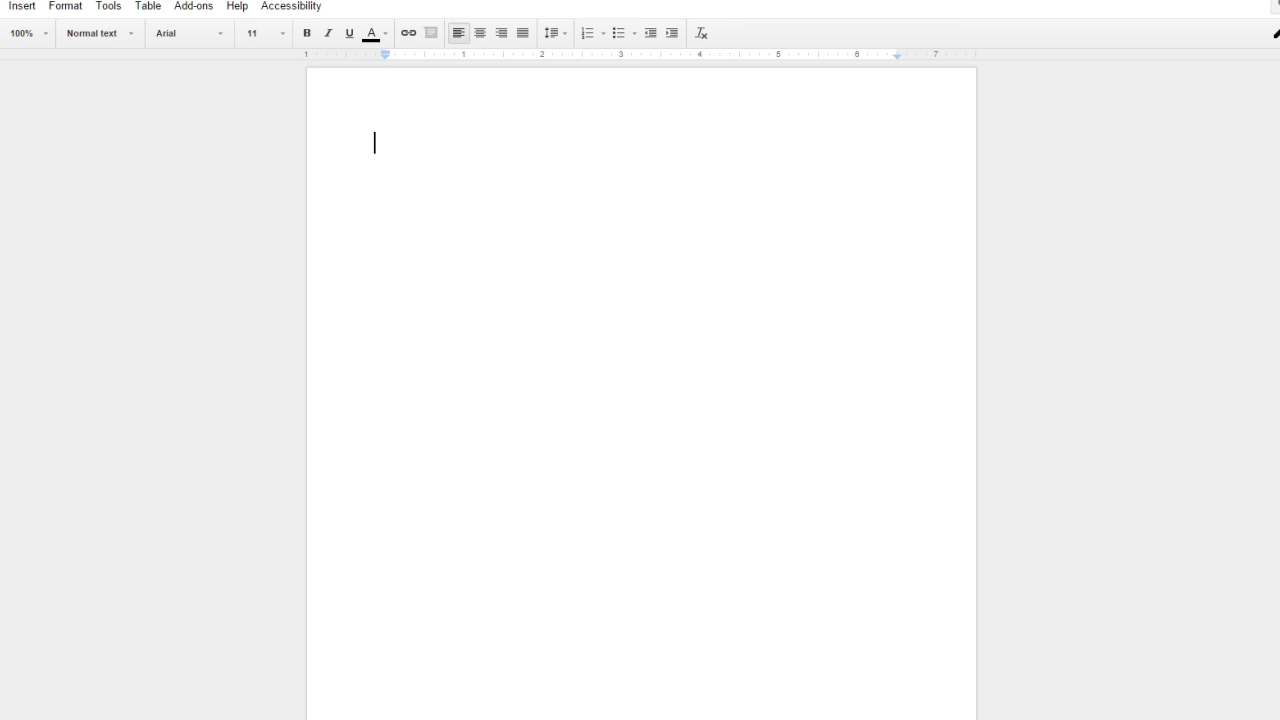 Insert Format Tools Table Add-ons Help Accessibility
100% Normal text Arial 11 B I U A
1 1 2 3 4 5 6 7